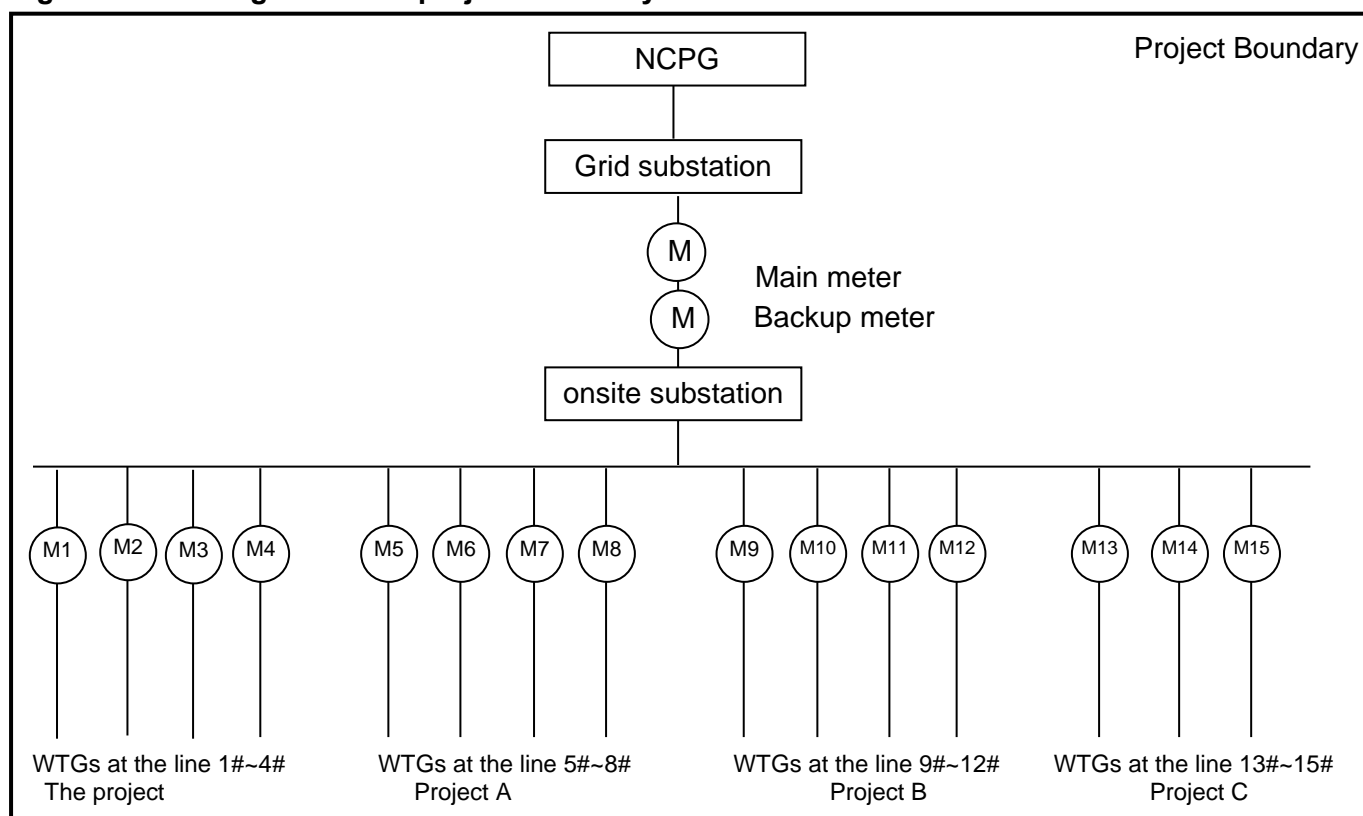 NCPG
Project Boundary
Grid substation
M
Main meter
M
Backup meter
onsite substation
M1 M2 M3 M4 M5 M6 M7 M8 M9 M10 M11 M12 M13 M14 M15
WTGs at the line 1#~4#
The project
WTGs at the line 5#~8#
Project A
WTGs at the line 9#~12#
Project B
WTGs at the line 13#~15#
Project C